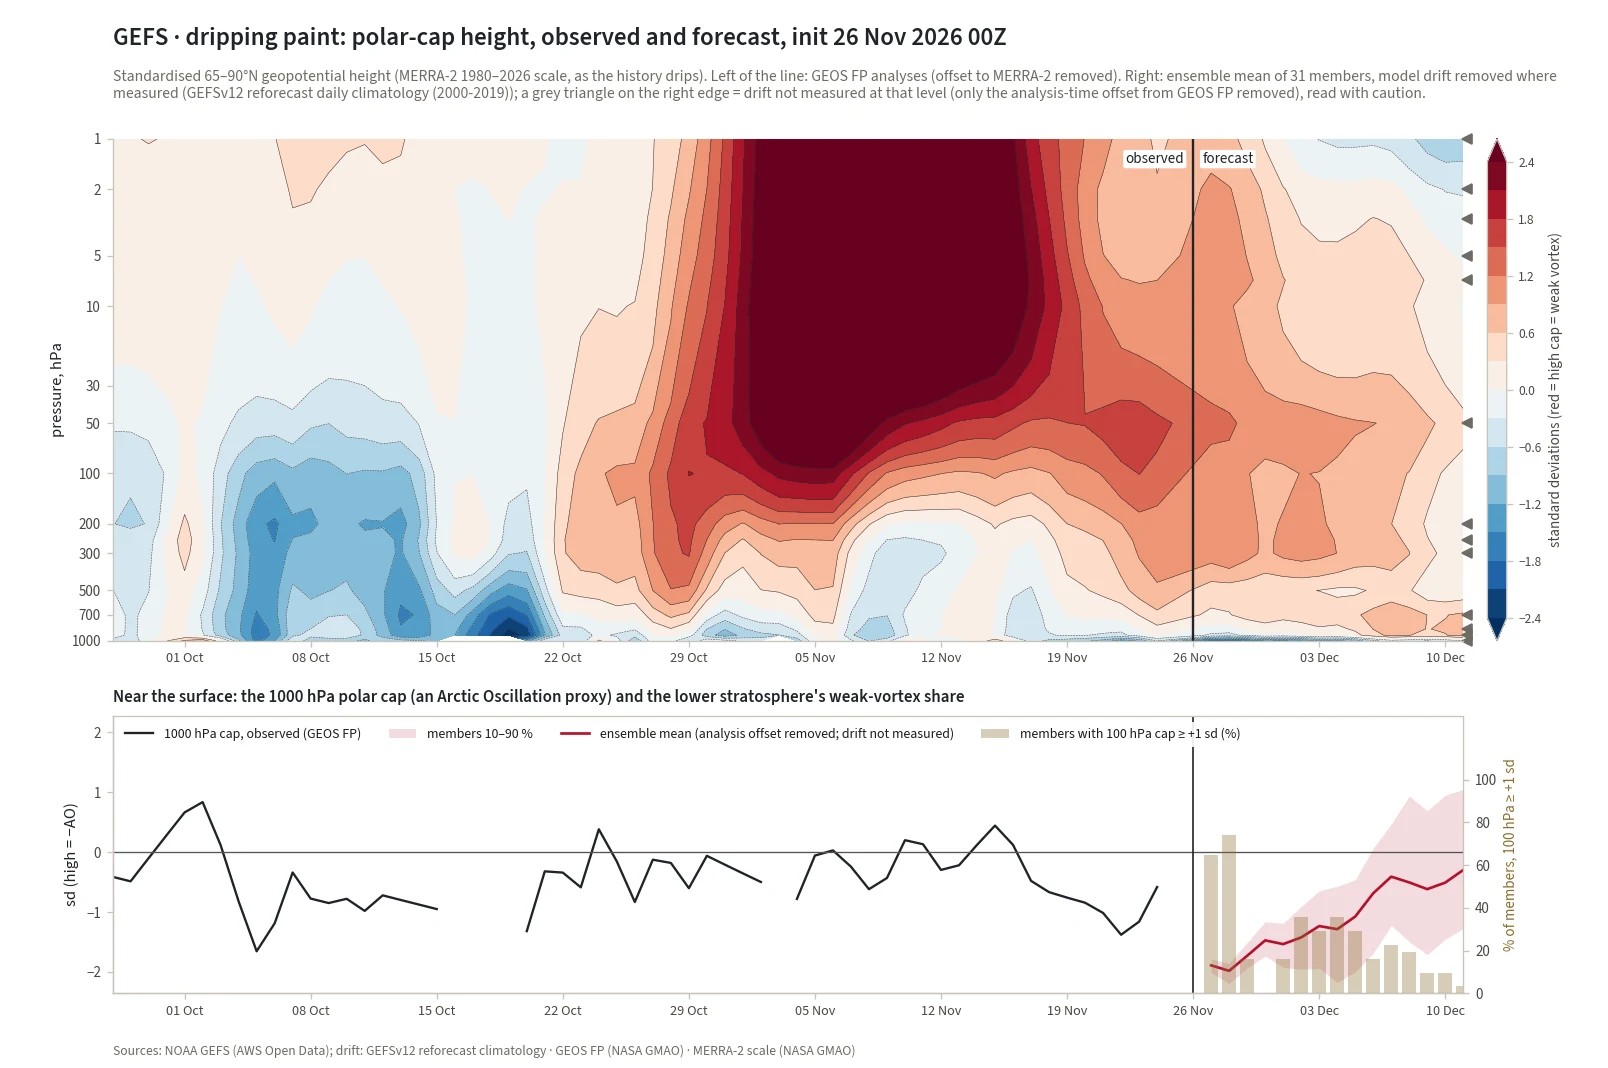 GEFS · dripping paint: polar-cap height, observed and forecast, init 26 Nov 2026 00Z
Standardised 65–90°N geopotential height (MERRA-2 1980–2026 scale, as the history drips). Left of the line: GEOS FP analyses (offset to MERRA-2 removed). Right: ensemble mean of 31 members, model drift removed where
measured (GEFSv12 reforecast daily climatology (2000-2019)); a grey triangle on the right edge = drift not measured at that level (only the analysis-time offset from GEOS FP removed), read with caution.
pressure, hPa
1
2
5
10
30
50
100
200
300
500
700
1000
observed
forecast
01 Oct
08 Oct
15 Oct
22 Oct
29 Oct
05 Nov
12 Nov
19 Nov
26 Nov
03 Dec
10 Dec
2.4
1.8
1.2
0.6
0.0
−0.6
−1.2
−1.8
−2.4
standard deviations (red = high cap = weak vortex)
Near the surface: the 1000 hPa polar cap (an Arctic Oscillation proxy) and the lower stratosphere's weak-vortex share
1000 hPa cap, observed (GEOS FP)
members 10–90 %
ensemble mean (analysis offset removed; drift not measured)
members with 100 hPa cap ≥ +1 sd (%)
sd (high = −AO)
2
1
0
−1
−2
100
80
60
40
20
0
% of members, 100 hPa ≥ +1 sd
01 Oct
08 Oct
15 Oct
22 Oct
29 Oct
05 Nov
12 Nov
19 Nov
26 Nov
03 Dec
10 Dec
Sources: NOAA GEFS (AWS Open Data); drift: GEFSv12 reforecast climatology · GEOS FP (NASA GMAO) · MERRA-2 scale (NASA GMAO)